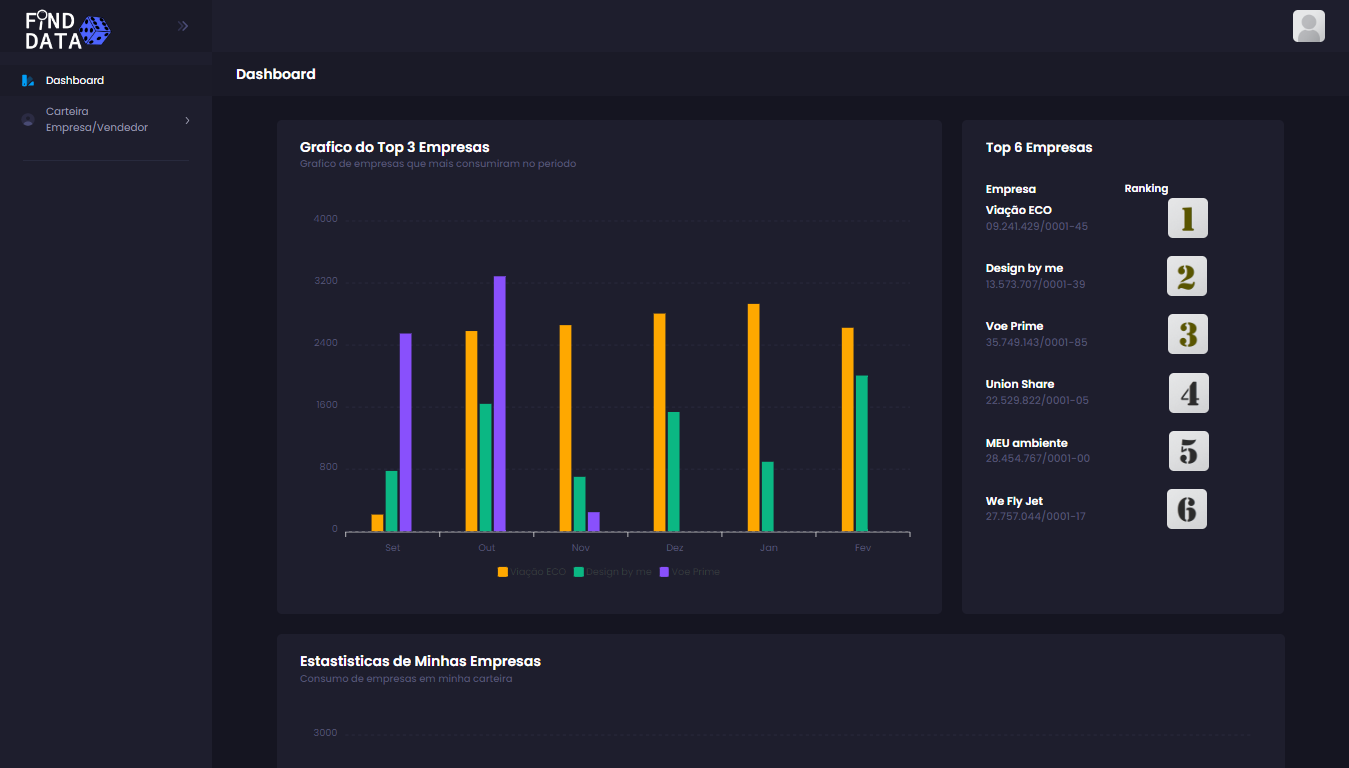 FIND
DATA
Dashboard
Carteira
Empresa/Vendedor
Dashboard
Grafico do Top 3 Empresas
Grafico de empresas que mais consumiram no periodo
4000
3200
2400
1600
800
0
Set Out Nov Dez Jan Fev
Viação ECO Design by me Voe Prime
Top 6 Empresas
Empresa Ranking
Viação ECO
09.241.429/0001-45
1
Design by me
13.573.707/0001-39
2
Voe Prime
35.749.143/0001-85
3
Union Share
22.529.822/0001-05
4
MEU ambiente
28.454.767/0001-00
5
We Fly Jet
27.757.044/0001-17
6
Estastisticas de Minhas Empresas
Consumo de empresas em minha carteira
3000